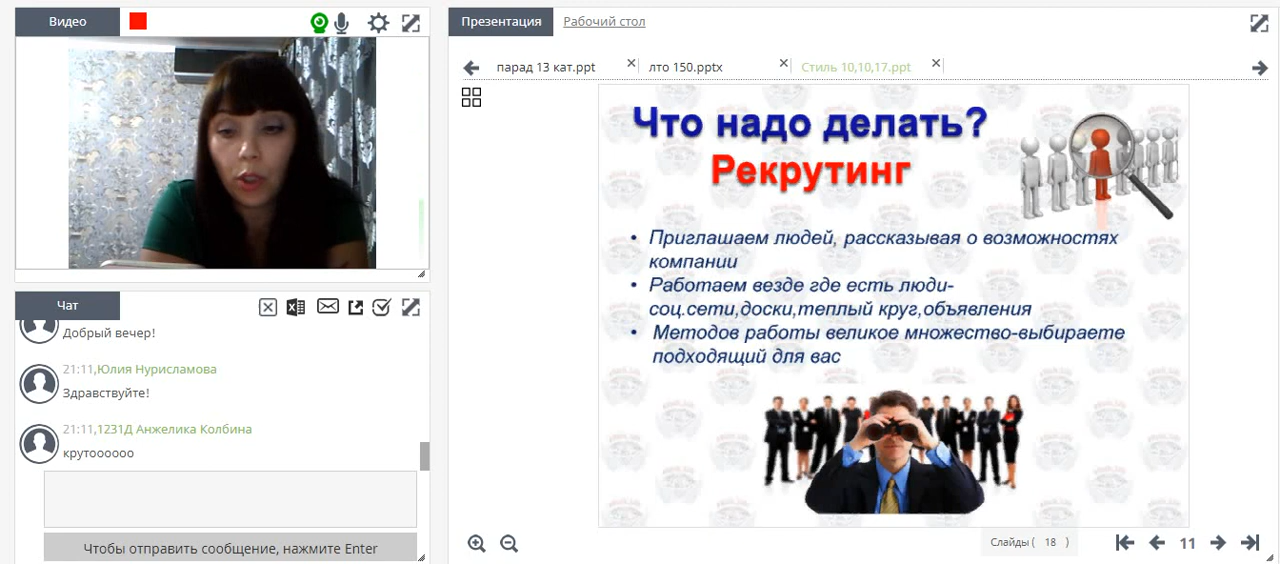 Видео
Презентация
Рабочий стол
парад 13 кат.ppt
лто 150.pptx
Стиль 10,10,17.ppt
Что надо делать?
Рекрутинг
• Приглашаем людей, рассказывая о возможностях
компании
• Работаем везде где есть люди-
соц.сети,доски,теплый круг,объявления
• Методов работы великое множество-выбираете
подходящий для вас
Чат
Добрый вечер!
21:11,Юлия Нурисламова
Здравствуйте!
21:11,1231Д Анжелика Колбина
крутоооооо
Чтобы отправить сообщение, нажмите Enter
Слайды ( 18 )
11